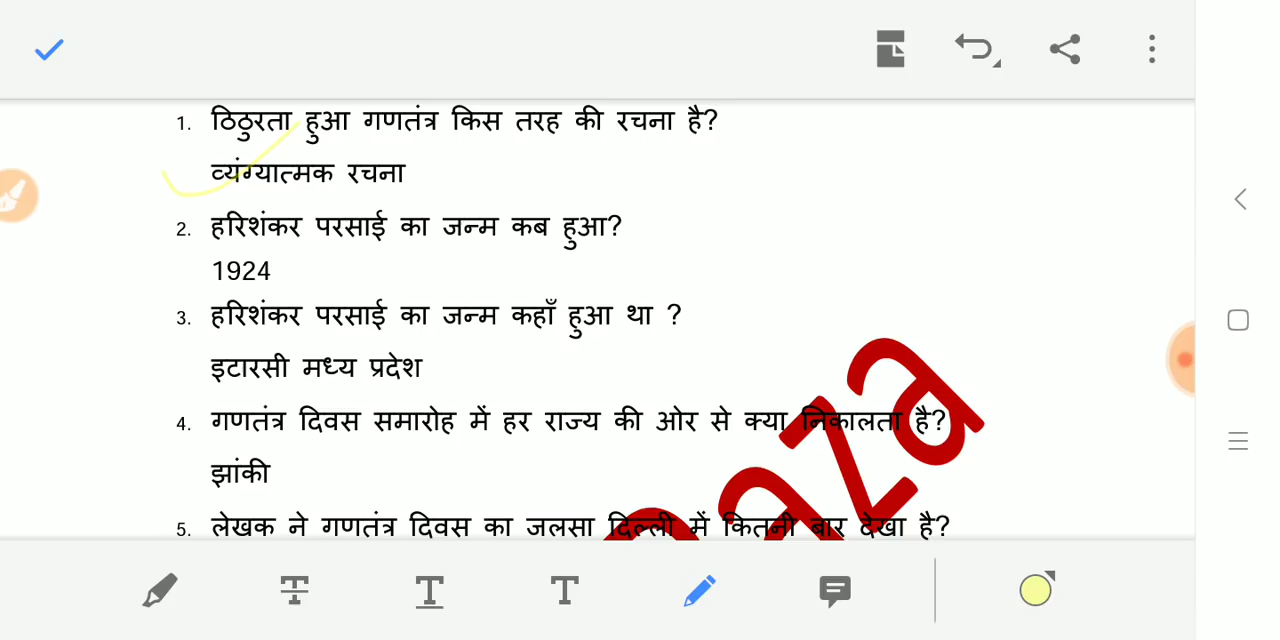 1. ठिठुरता हुआ गणतंत्र किस तरह की रचना है?
व्यंग्यात्मक रचना
2. हरिशंकर परसाई का जन्म कब हुआ?
1924
3. हरिशंकर परसाई का जन्म कहाँ हुआ था ?
इटारसी मध्य प्रदेश
4. गणतंत्र दिवस समारोह में हर राज्य की ओर से क्या निकालता है?
झांकी
5. लेखक ने गणतंत्र दिवस का जलसा दिल्ली में कितनी बार देखा है?